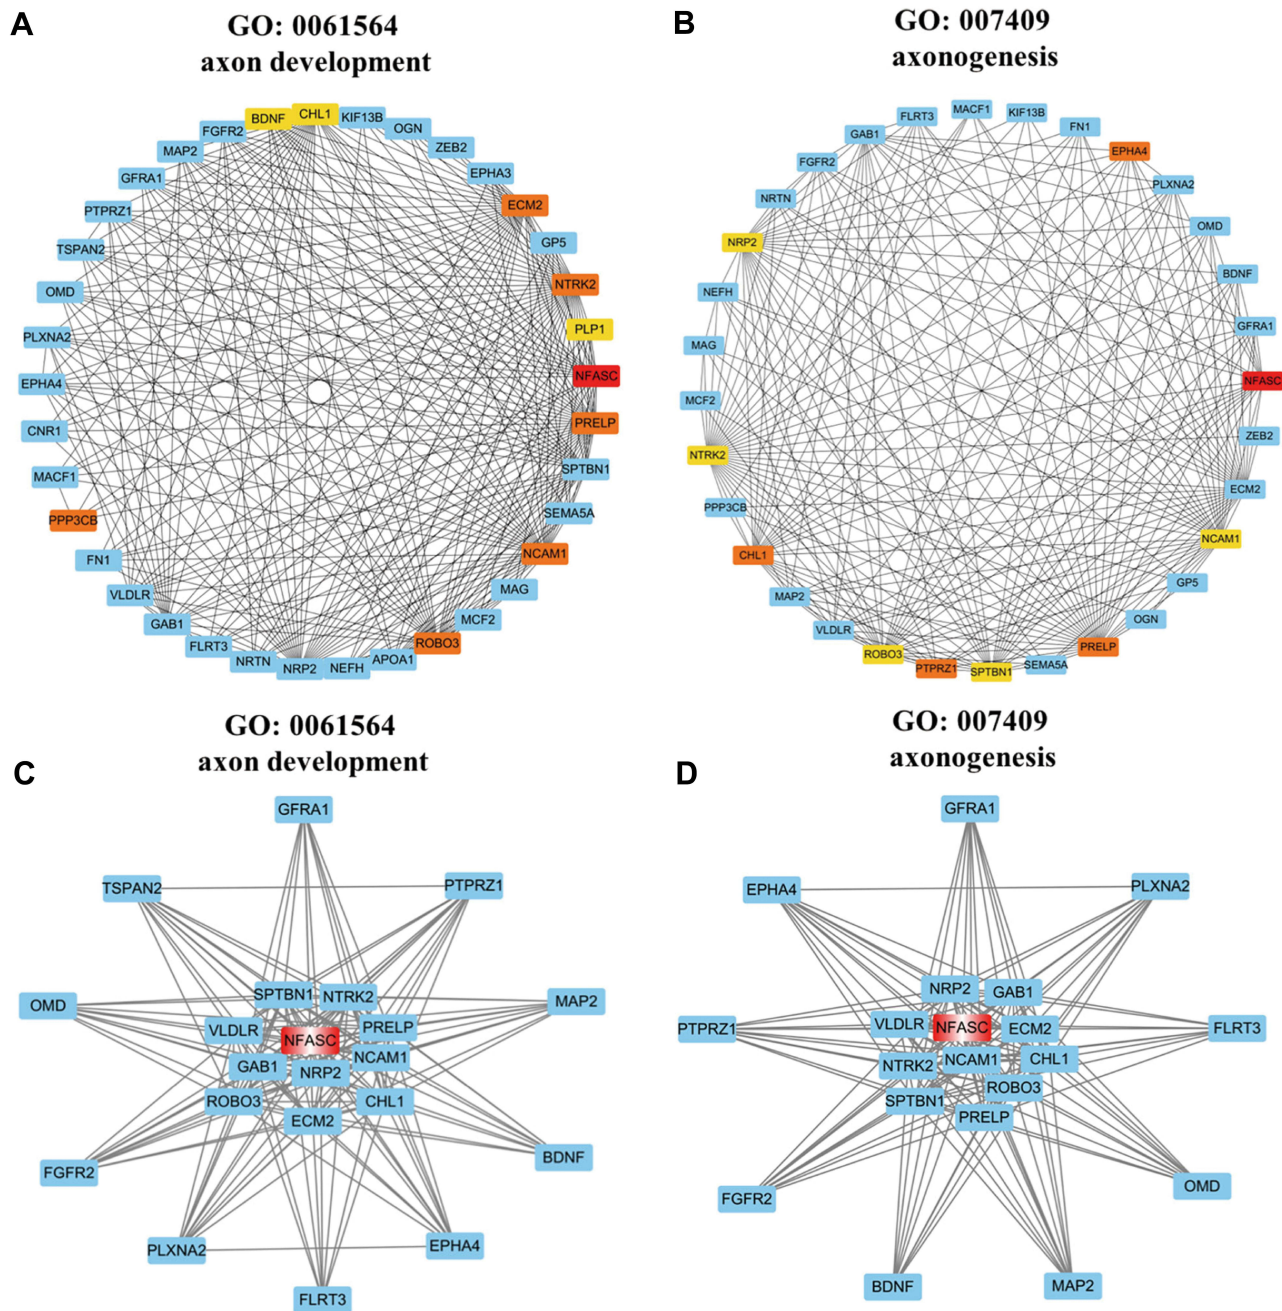 A
GO: 0061564
axon development
BDNF
CHL1
KIF13B
FGFR2
OGN
MAP2
ZEB2
GFRA1
EPHA3
PTPRZ1
ECM2
TSPAN2
GP5
OMD
NTRK2
PLXNA2
PLP1
EPHA4
NFASC
CNR1
PRELP
MACF1
SPTBN1
PPP3CB
SEMA5A
FN1
NCAM1
VLDLR
MAG
GAB1
MCF2
FLRT3
ROBO3
NRTN
NRP2
NEFH
APOA1
B
GO: 007409
axonogenesis
FLRT3
MACF1
KIF13B
GAB1
FN1
FGFR2
EPHA4
NRTN
PLXNA2
NRP2
OMD
NEFH
BDNF
MAG
GFRA1
MCF2
NFASC
NTRK2
ZEB2
PPP3CB
ECM2
CHL1
NCAM1
MAP2
GP5
VLDLR
OGN
ROBO3
PRELP
PTPRZ1
SPTBN1
SEMA5A
C
GO: 0061564
axon development
GFRA1
TSPAN2
PTPRZ1
OMD
SPTBN1
NTRK2
MAP2
VLDLR
PRELP
NFASC
GAB1
NRP2
NCAM1
ROBO3
CHL1
ECM2
FGFR2
BDNF
PLXNA2
EPHA4
FLRT3
D
GO: 007409
axonogenesis
GFRA1
EPHA4
PLXNA2
NRP2
GAB1
PTPRZ1
VLDLR
NFASC
ECM2
FLRT3
NTRK2
NCAM1
CHL1
SPTBN1
ROBO3
PRELP
FGFR2
OMD
BDNF
MAP2